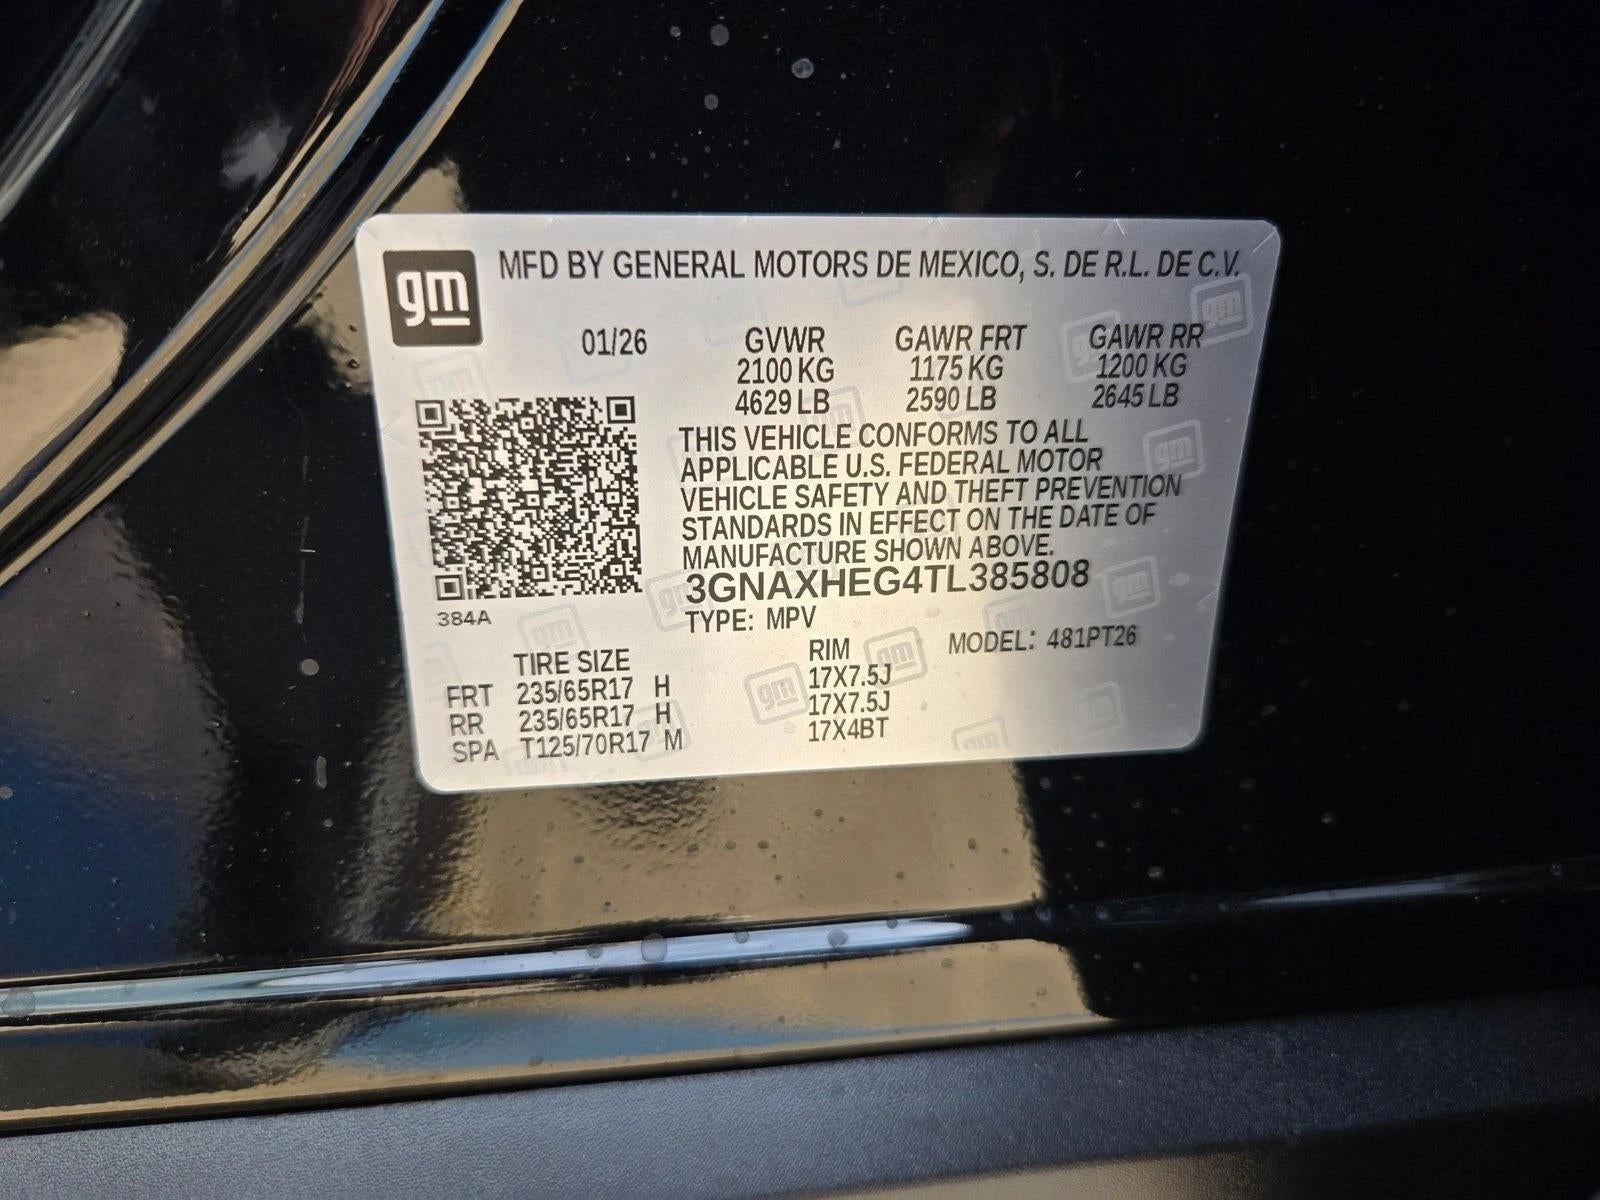 gm MFD BY GENERAL MOTORS DE MEXICO, S. DE R.L. DE C.V.
01/26 GVWR GAWR FRT GAWR RR
2100 KG 1175 KG 1200 KG
4629 LB 2590 LB 2645 LB
THIS VEHICLE CONFORMS TO ALL
APPLICABLE U.S. FEDERAL MOTOR
VEHICLE SAFETY AND THEFT PREVENTION
STANDARDS IN EFFECT ON THE DATE OF
MANUFACTURE SHOWN ABOVE.
3GNAXHEG4TL385808
384A
TYPE: MPV
MODEL: 481PT26
TIRE SIZE RIM
FRT 235/65R17 H 17X7.5J
RR 235/65R17 H 17X7.5J
SPA T125/70R17 M 17X4BT